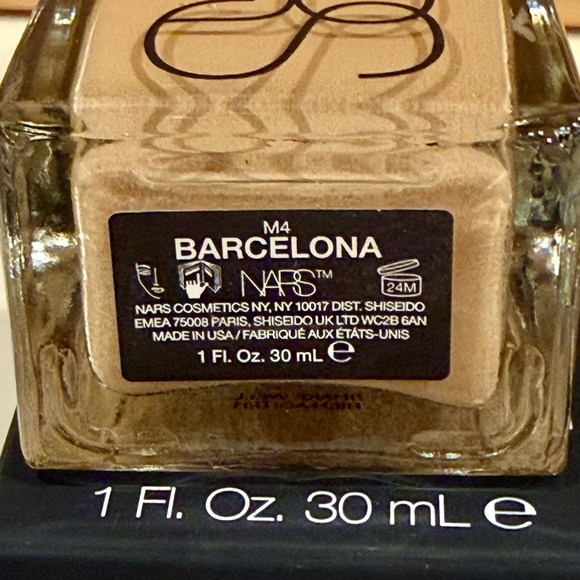 M4
BARCELONA
NARS™ 24M
NARS COSMETICS NY, NY 10017 DIST. SHISEIDO
EMEA 75008 PARIS, SHISEIDO UK LTD WC2B 6AN
MADE IN USA / FABRIQUÉ AUX ÉTATS-UNIS
1 Fl. Oz. 30 mL ℮
1 Fl. Oz. 30 mL ℮